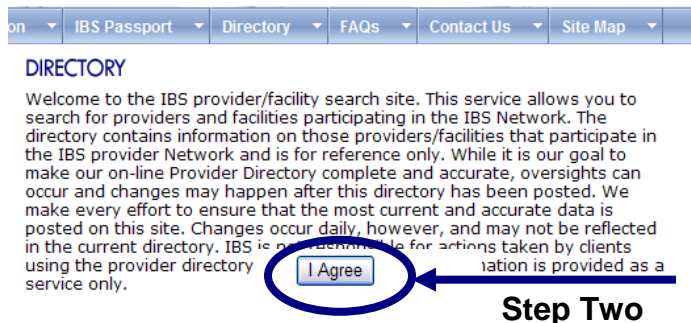 on IBS Passport Directory FAQs Contact Us Site Map
DIRECTORY
Welcome to the IBS provider/facility search site. This service allows you to
search for providers and facilities participating in the IBS Network. The
directory contains information on those providers/facilities that participate in
the IBS provider Network and is for reference only. While it is our goal to
make our on-line Provider Directory complete and accurate, oversights can
occur and changes may happen after this directory has been posted. We
make every effort to ensure that the most current and accurate data is
posted on this site. Changes occur daily, however, and may not be reflected
in the current directory. IBS is not responsible for actions taken by clients
using the provider directory I Agree mation is provided as a
service only.
Step Two